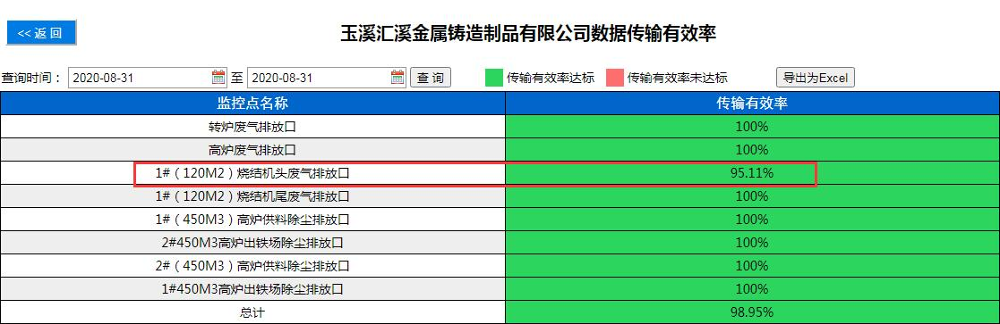 << 返 回
玉溪汇溪金属铸造制品有限公司数据传输有效率
查询时间： 2020-08-31 至 2020-08-31 查 询 传输有效率达标 传输有效率未达标 导出为Excel
监控点名称 传输有效率
转炉废气排放口 100%
高炉废气排放口 100%
1#（120M2）烧结机头废气排放口 95.11%
1#（120M2）烧结机尾废气排放口 100%
1#（450M3）高炉供料除尘排放口 100%
2#450M3高炉出铁场除尘排放口 100%
2#（450M3）高炉供料除尘排放口 100%
1#450M3高炉出铁场除尘排放口 100%
总计 98.95%